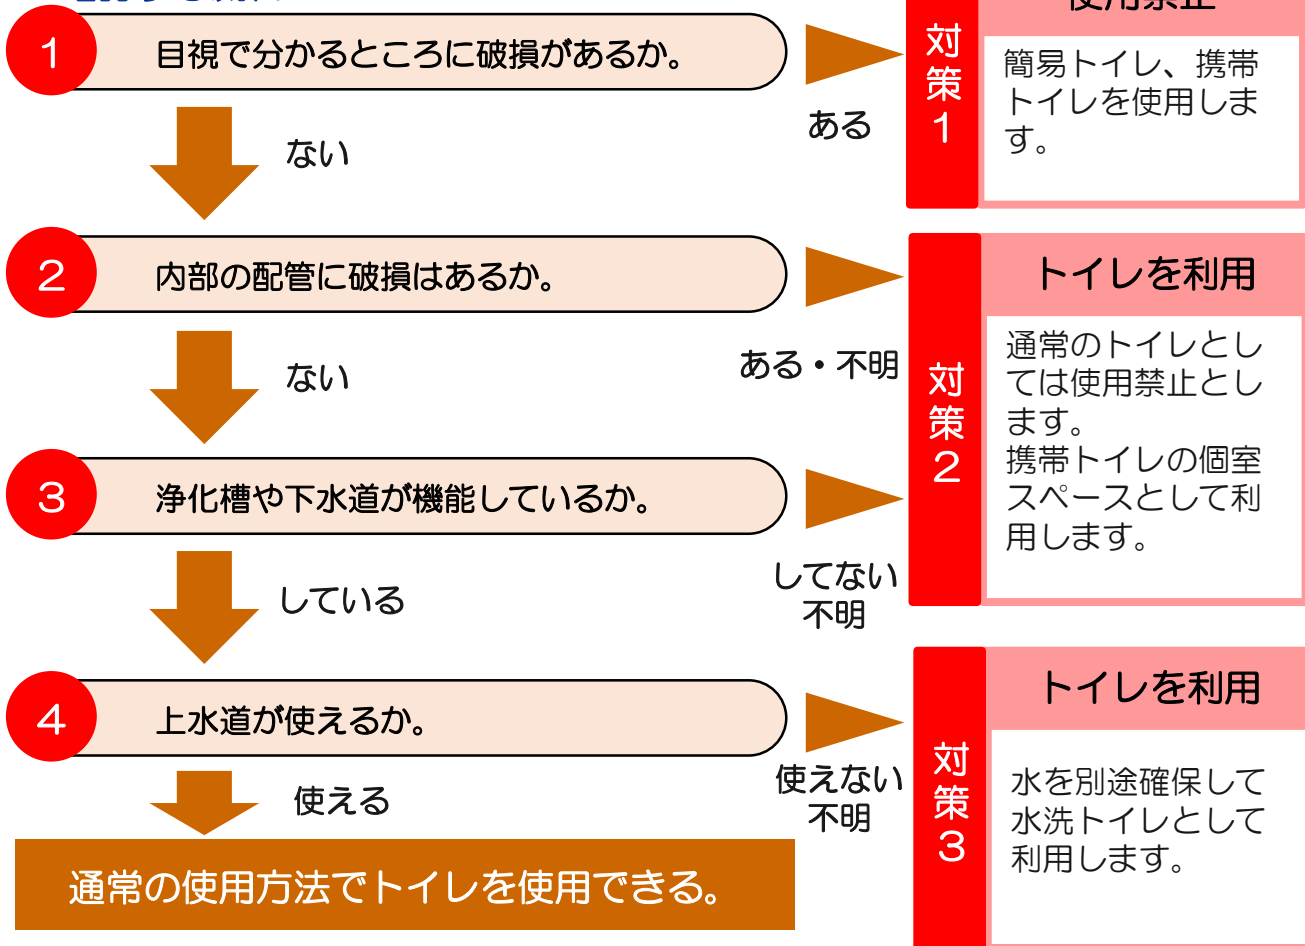 使用禁止
1
目視で分かるところに破損があるか。
ある
ない
対策1
簡易トイレ、携帯
トイレを使用しま
す。
2
内部の配管に破損はあるか。
ある・不明
ない
対策2
トイレを利用
通常のトイレとし
ては使用禁止とし
ます。
携帯トイレの個室
スペースとして利
用します。
3
浄化槽や下水道が機能しているか。
してない
不明
している
4
上水道が使えるか。
使えない
不明
使える
対策3
トイレを利用
水を別途確保して
水洗トイレとして
利用します。
通常の使用方法でトイレを使用できる。